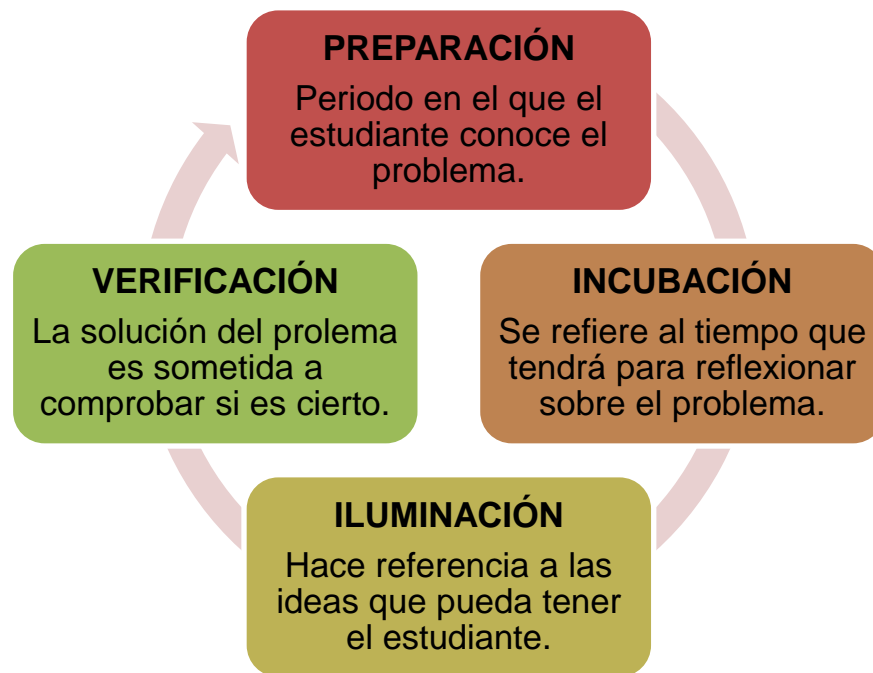 PREPARACIÓN
Periodo en el que el
estudiante conoce el
problema.
INCUBACIÓN
Se refiere al tiempo que
tendrá para reflexionar
sobre el problema.
ILUMINACIÓN
Hace referencia a las
ideas que pueda tener
el estudiante.
VERIFICACIÓN
La solución del prolema
es sometida a
comprobar si es cierto.